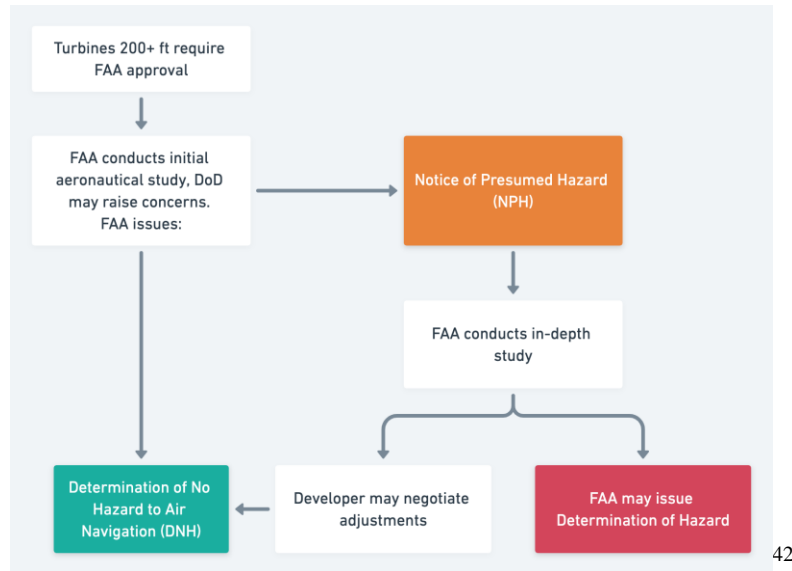 Turbines 200+ ft require
FAA approval
FAA conducts initial
aeronautical study, DoD
may raise concerns.
FAA issues:
Notice of Presumed Hazard
(NPH)
FAA conducts in-depth
study
Determination of No
Hazard to Air
Navigation (DNH)
Developer may negotiate
adjustments
FAA may issue
Determination of Hazard
42